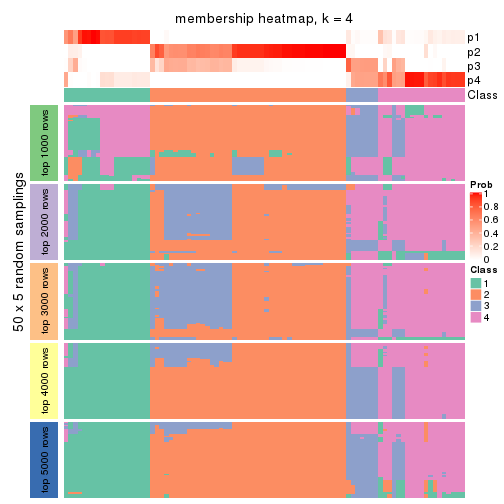 membership heatmap, k = 4
p1
p2
p3
p4
Class
50 x 5 random samplings
top 1000 rows
top 2000 rows
top 3000 rows
top 4000 rows
top 5000 rows
Prob
1
0.8
0.6
0.4
0.2
0
Class
1
2
3
4